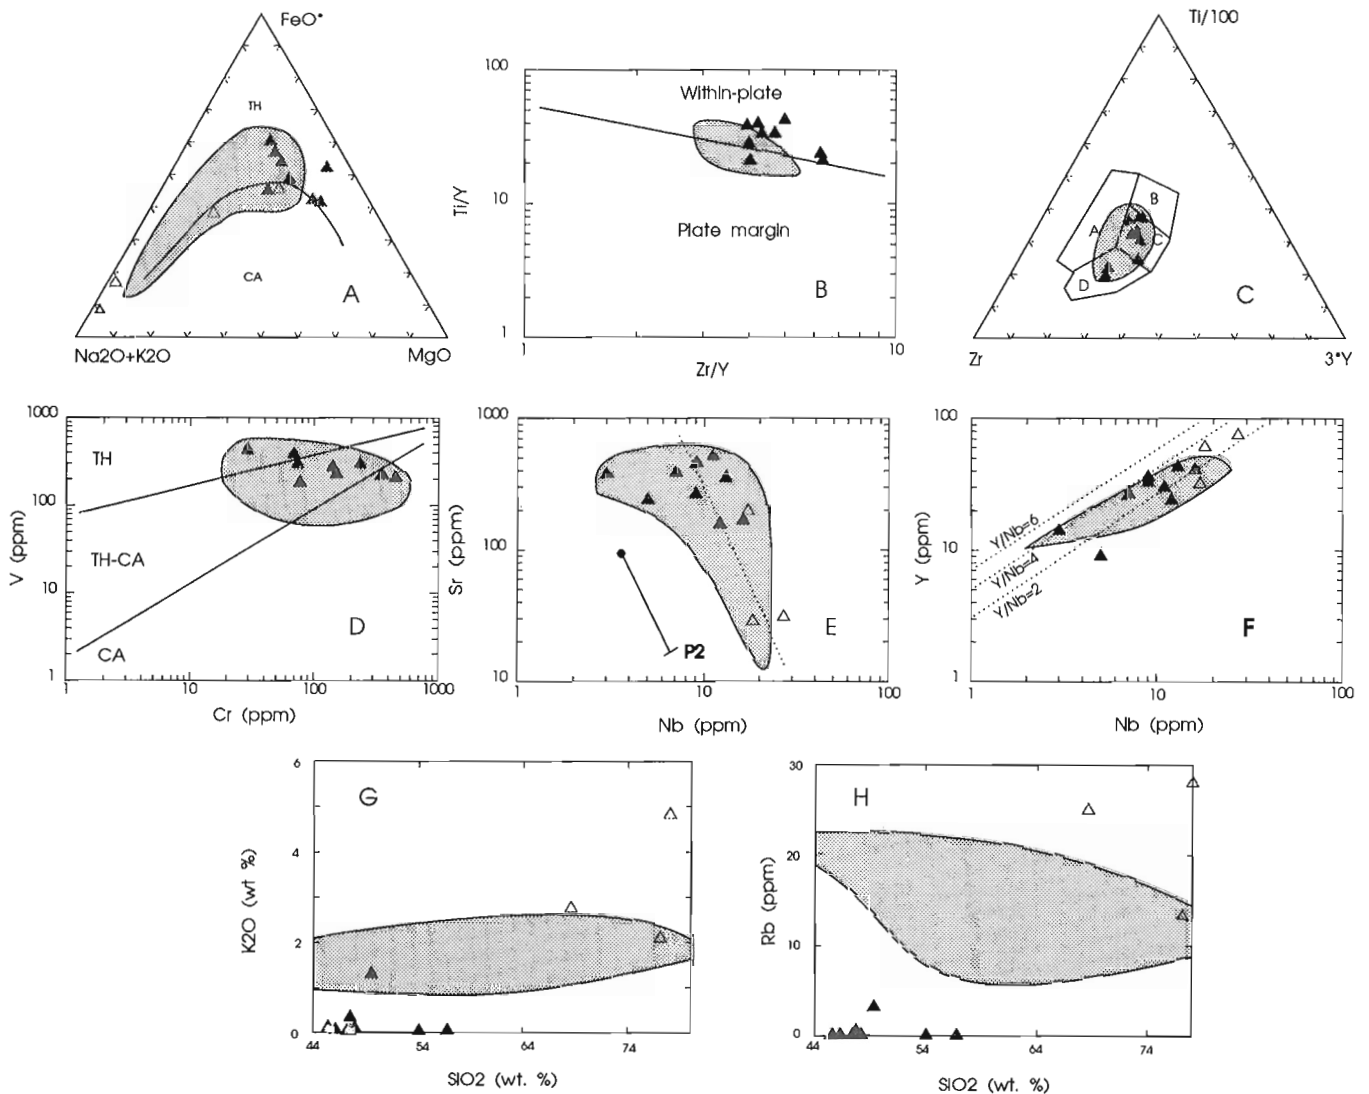 FeO*
TH
CA
A
Na2O+K2O
MgO
100
10
1
Ti/Y
Within-plate
Plate margin
B
1
10
Zr/Y
Ti/100
A
B
C
D
C
Zr
3*Y
1000
100
10
1
V (ppm)
TH
TH-CA
CA
D
1
10
100
1000
Cr (ppm)
1000
100
10
Sr (ppm)
P2
E
1
10
100
Nb (ppm)
100
10
1
Y (ppm)
Y/Nb=6
Y/Nb=4
Y/Nb=2
F
1
10
100
Nb (ppm)
6
4
2
0
K2O (wt %)
G
44
54
64
74
SIO2 (wt. %)
30
20
10
0
Rb (ppm)
H
44
54
64
74
SIO2 (wt. %)